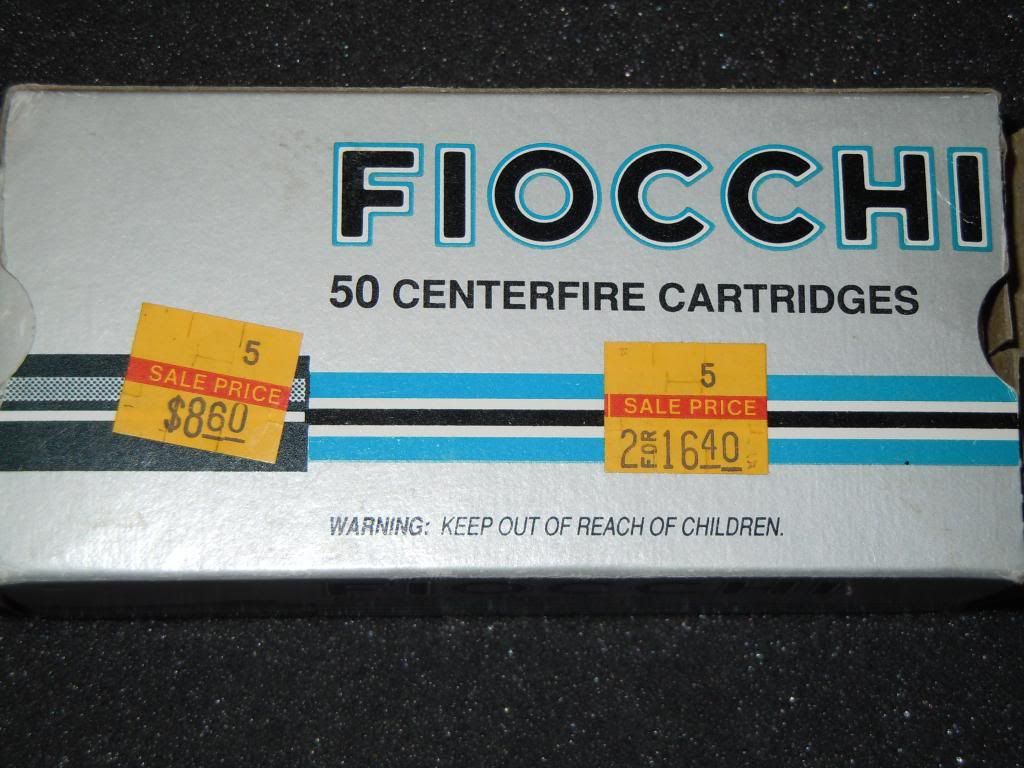 FIOCCHI
50 CENTERFIRE CARTRIDGES
5
SALE PRICE
$8.60
5
SALE PRICE
2 FOR 16.40
WARNING: KEEP OUT OF REACH OF CHILDREN.
FIOCCHI